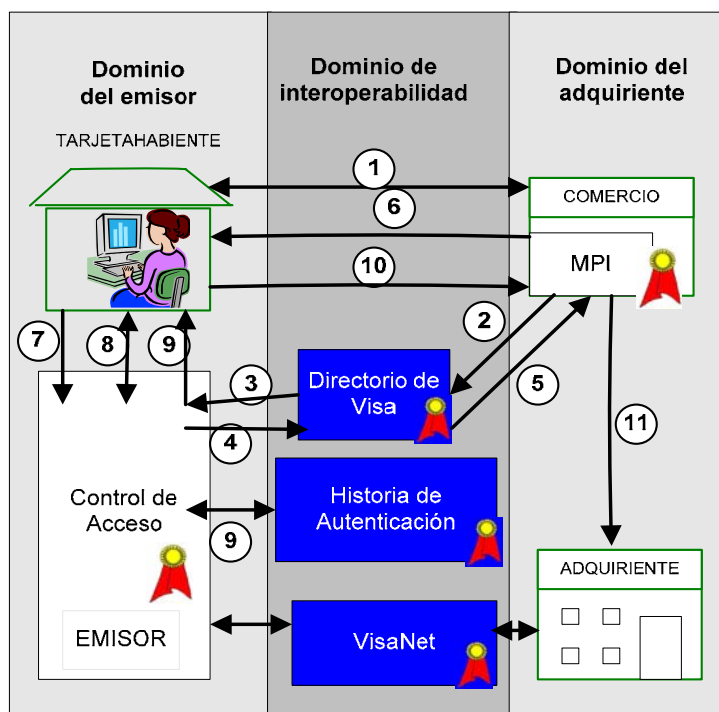 Dominio
del emisor
Dominio de
interoperabilidad
Dominio del
adquiriente
TARJETAHABIENTE
1
COMERCIO
6
MPI
10
2
7
8
9
3
Directorio de
Visa
5
4
11
Control de
Acceso
Historia de
Autenticación
9
ADQUIRIENTE
EMISOR
VisaNet